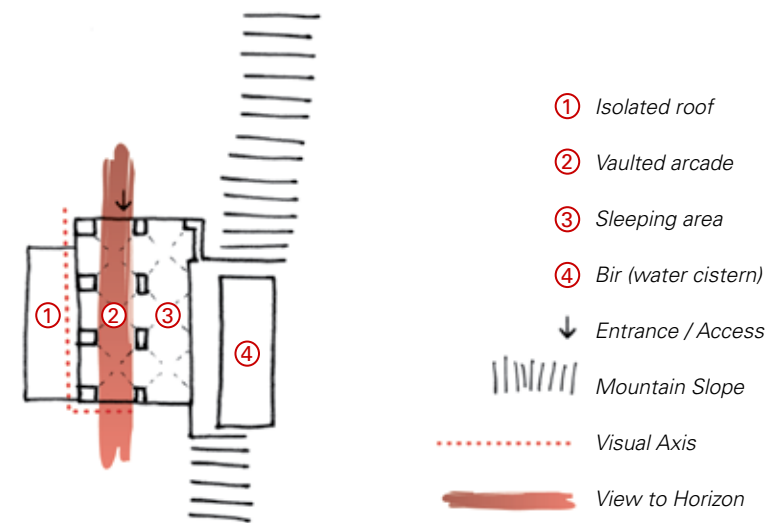 1
2
3
4
① Isolated roof
② Vaulted arcade
③ Sleeping area
④ Bir (water cistern)
Entrance / Access
Mountain Slope
Visual Axis
View to Horizon